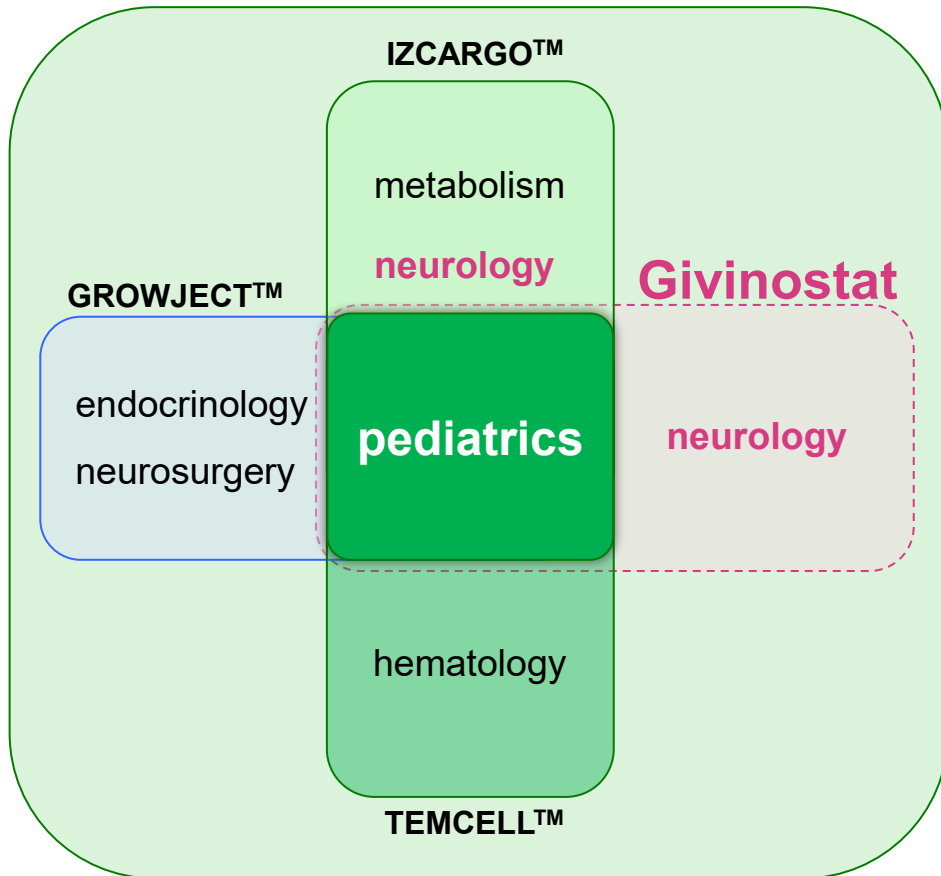 IZCARGO™
metabolism
neurology
Givinostat
GROWJECT™
endocrinology
neurosurgery
pediatrics
neurology
hematology
TEMCELL™